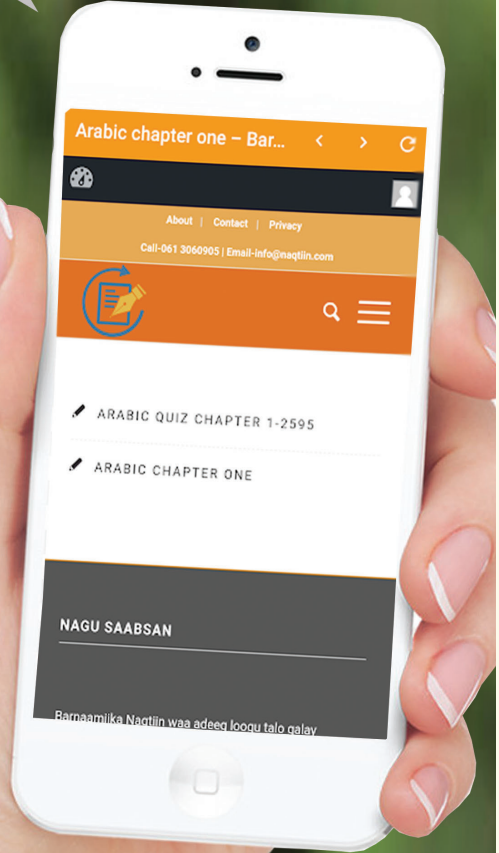 Arabic chapter one – Bar...
About | Contact | Privacy
Call-061 3060905 | Email-info@naqtiin.com
ARABIC QUIZ CHAPTER 1-2595
ARABIC CHAPTER ONE
NAGU SAABSAN
Barnaamijka Naqtiin waa adeeg loogu talo galay